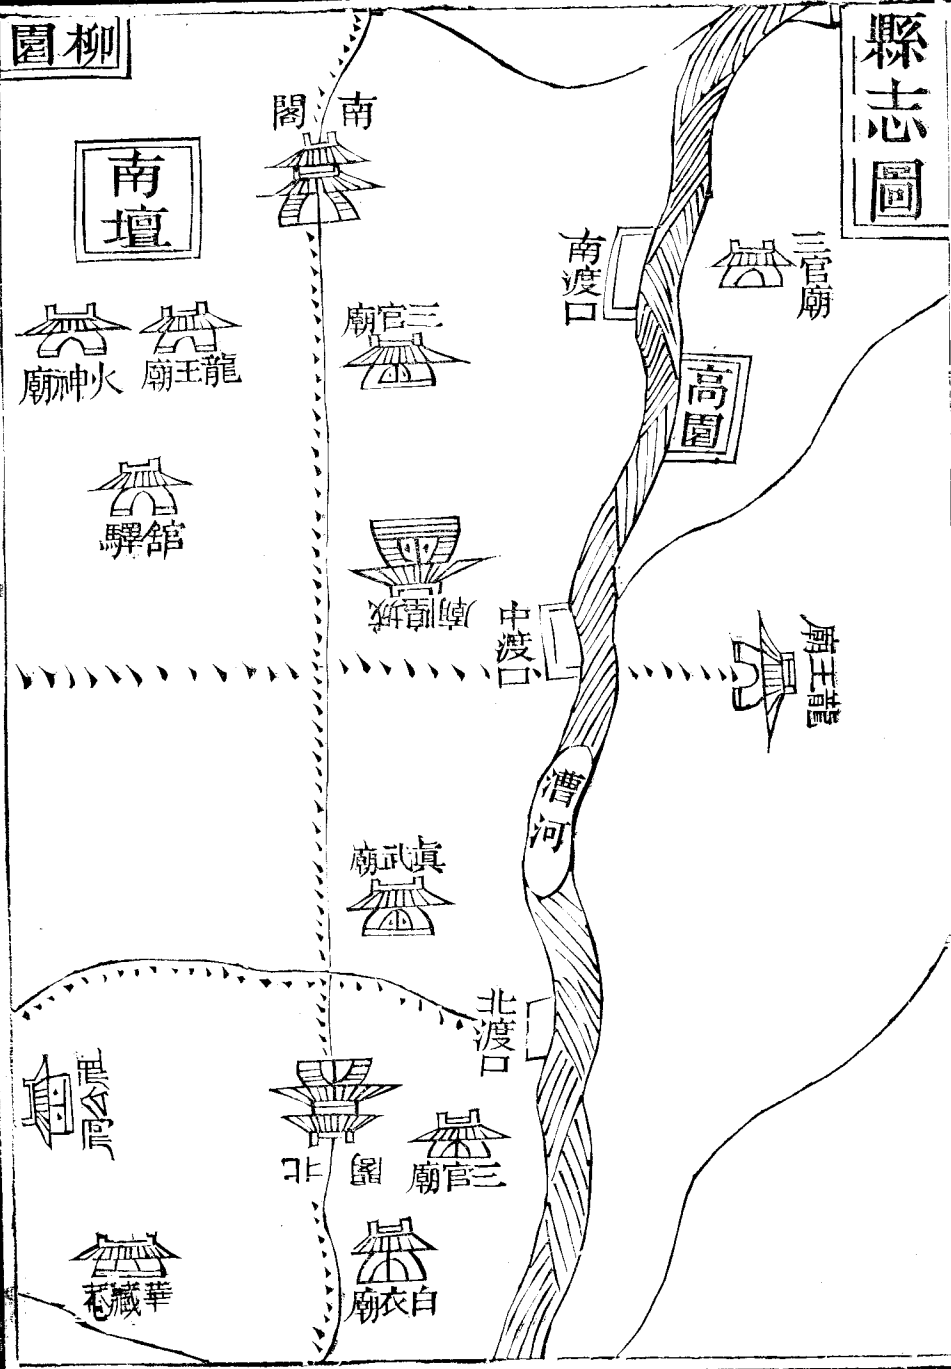 縣志圖
三官廟
高園
龍王廟
南渡口
中渡口
漕河
北渡口
南閣
三官廟
城隍廟
真武廟
北閣
三官廟
白衣廟
柳園
南壇
龍王廟
火神廟
驛舘
華藏菴